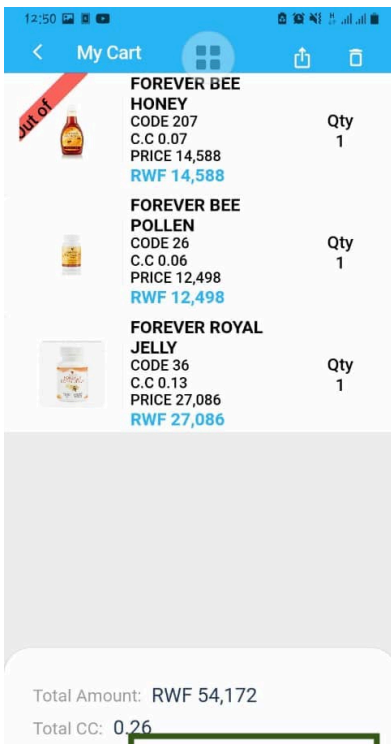 12:50
My Cart
Out of
FOREVER BEE
HONEY
CODE 207
C.C 0.07
PRICE 14,588
RWF 14,588
Qty
1
FOREVER BEE
POLLEN
CODE 26
C.C 0.06
PRICE 12,498
RWF 12,498
Qty
1
FOREVER ROYAL
JELLY
CODE 36
C.C 0.13
PRICE 27,086
RWF 27,086
Qty
1
Total Amount: RWF 54,172
Total CC: 0.26